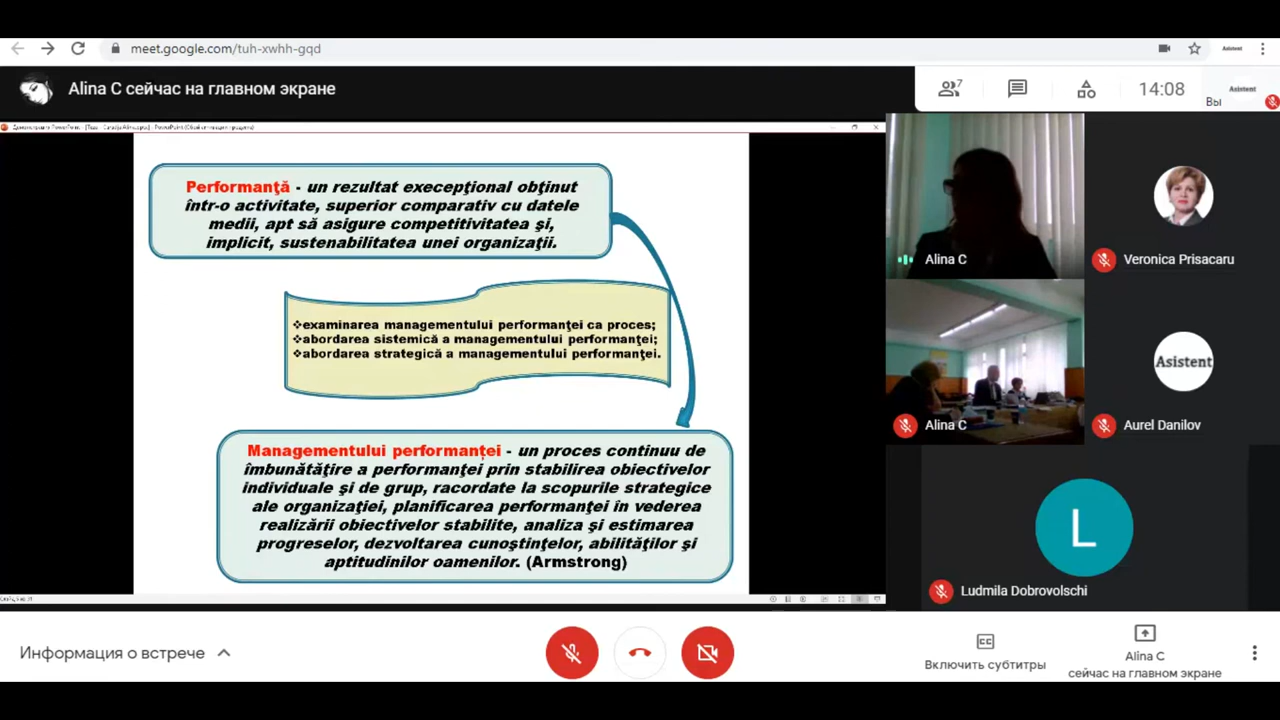 meet.google.com/tuh-xwhh-gqd
Asistent
Alina C сейчас на главном экране
7
14:08
Asistent
Вы
Performanţă - un rezultat execepţional obţinut
într-o activitate, superior comparativ cu datele
medii, apt să asigure competitivitatea şi,
implicit, sustenabilitatea unei organizaţii.
❖examinarea managementului performanţei ca proces;
❖abordarea sistemică a managementului performanţei;
❖abordarea strategică a managementului performanţei.
Managementului performanței - un proces continuu de
îmbunătăţire a performanţei prin stabilirea obiectivelor
individuale şi de grup, racordate la scopurile strategice
ale organizaţiei, planificarea performanţei în vederea
realizării obiectivelor stabilite, analiza şi estimarea
progreselor, dezvoltarea cunoştinţelor, abilităţilor şi
aptitudinilor oamenilor. (Armstrong)
Alina C
Veronica Prisacaru
Alina C
Asistent
Aurel Danilov
L
Ludmila Dobrovolschi
Информация о встрече
Включить субтитры
Alina C
сейчас на главном экране